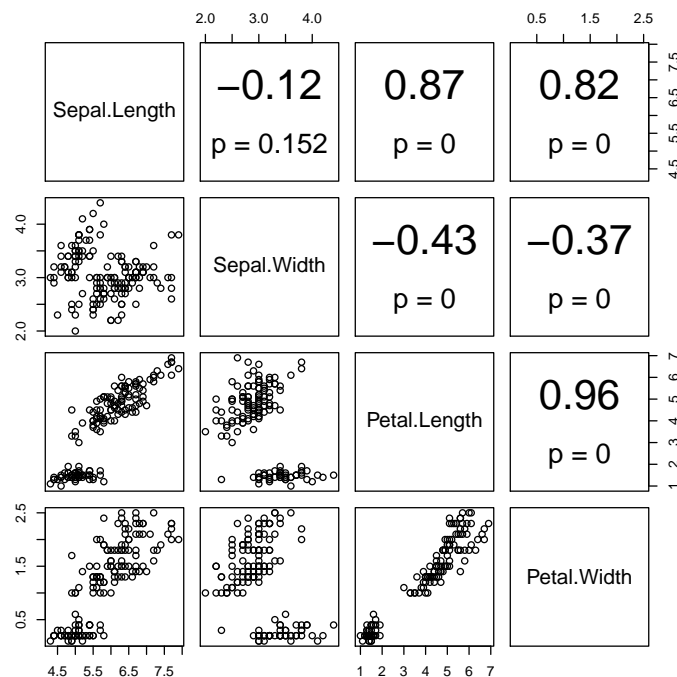 2.0 3.0 4.0
0.5 1.5 2.5
Sepal.Length
−0.12
p = 0.152
0.87
p = 0
0.82
p = 0
4.5 5.5 6.5 7.5
2.0 3.0 4.0
Sepal.Width
−0.43
p = 0
−0.37
p = 0
Petal.Length
0.96
p = 0
1 2 3 4 5 6 7
0.5 1.5 2.5
Petal.Width
4.5 5.5 6.5 7.5
1 2 3 4 5 6 7